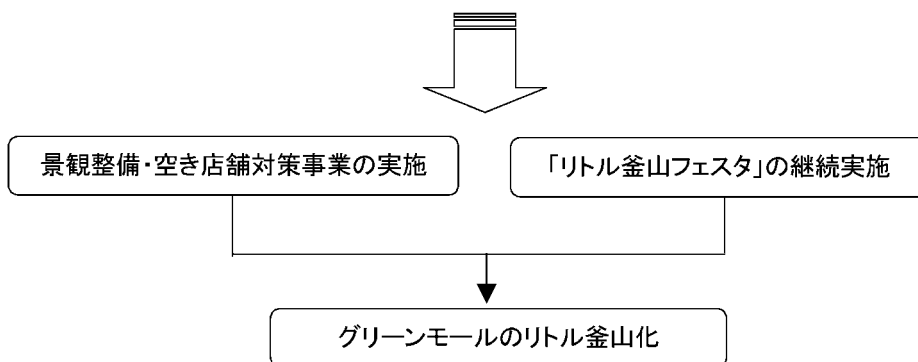 景観整備・空き店舗対策事業の実施
「リトル釜山フェスタ」の継続実施
グリーンモールのリトル釜山化